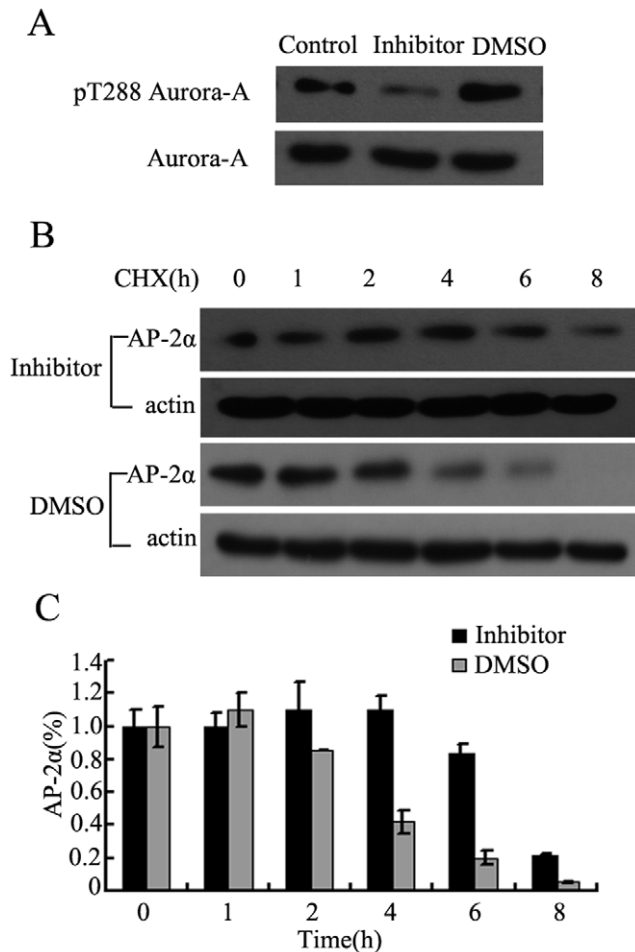 A
Control Inhibitor DMSO
pT288 Aurora-A
Aurora-A
B
CHX(h) 0 1 2 4 6 8
Inhibitor
AP-2α
actin
DMSO
AP-2α
actin
C
Inhibitor
DMSO
AP-2α(%)
1.4
1.2
1.0
0.8
0.6
0.4
0.2
0
0 1 2 4 6 8
Time(h)